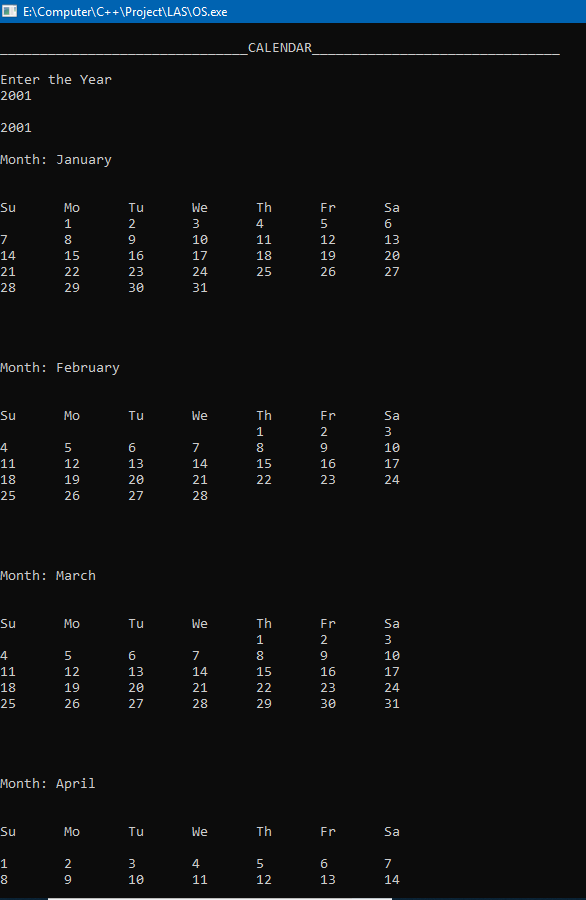 E:\Computer\C++\Project\LAS\OS.exe
_______________________________CALENDAR_______________________________
Enter the Year
2001
2001
Month: January
Su Mo Tu We Th Fr Sa
1 2 3 4 5 6
7 8 9 10 11 12 13
14 15 16 17 18 19 20
21 22 23 24 25 26 27
28 29 30 31
Month: February
Su Mo Tu We Th Fr Sa
1 2 3
4 5 6 7 8 9 10
11 12 13 14 15 16 17
18 19 20 21 22 23 24
25 26 27 28
Month: March
Su Mo Tu We Th Fr Sa
1 2 3
4 5 6 7 8 9 10
11 12 13 14 15 16 17
18 19 20 21 22 23 24
25 26 27 28 29 30 31
Month: April
Su Mo Tu We Th Fr Sa
1 2 3 4 5 6 7
8 9 10 11 12 13 14